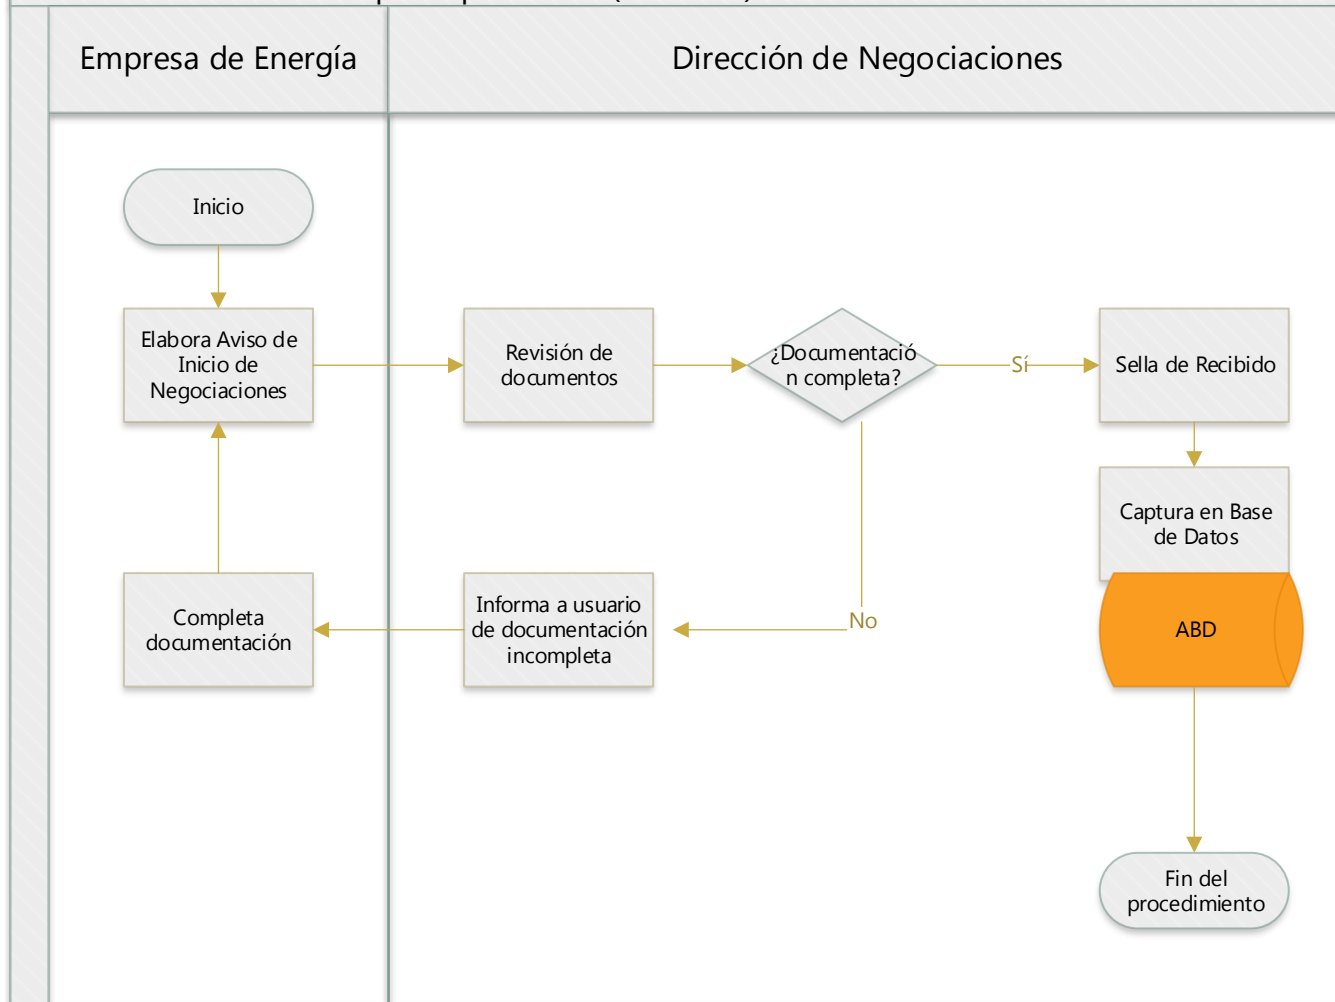 Empresa de Energía
Dirección de Negociaciones
Inicio
Elabora Aviso de
Inicio de
Negociaciones
Revisión de
documentos
¿Documentació
n completa?
Sí
Sella de Recibido
Captura en Base
de Datos
Completa
documentación
Informa a usuario
de documentación
incompleta
No
ABD
Fin del
procedimiento